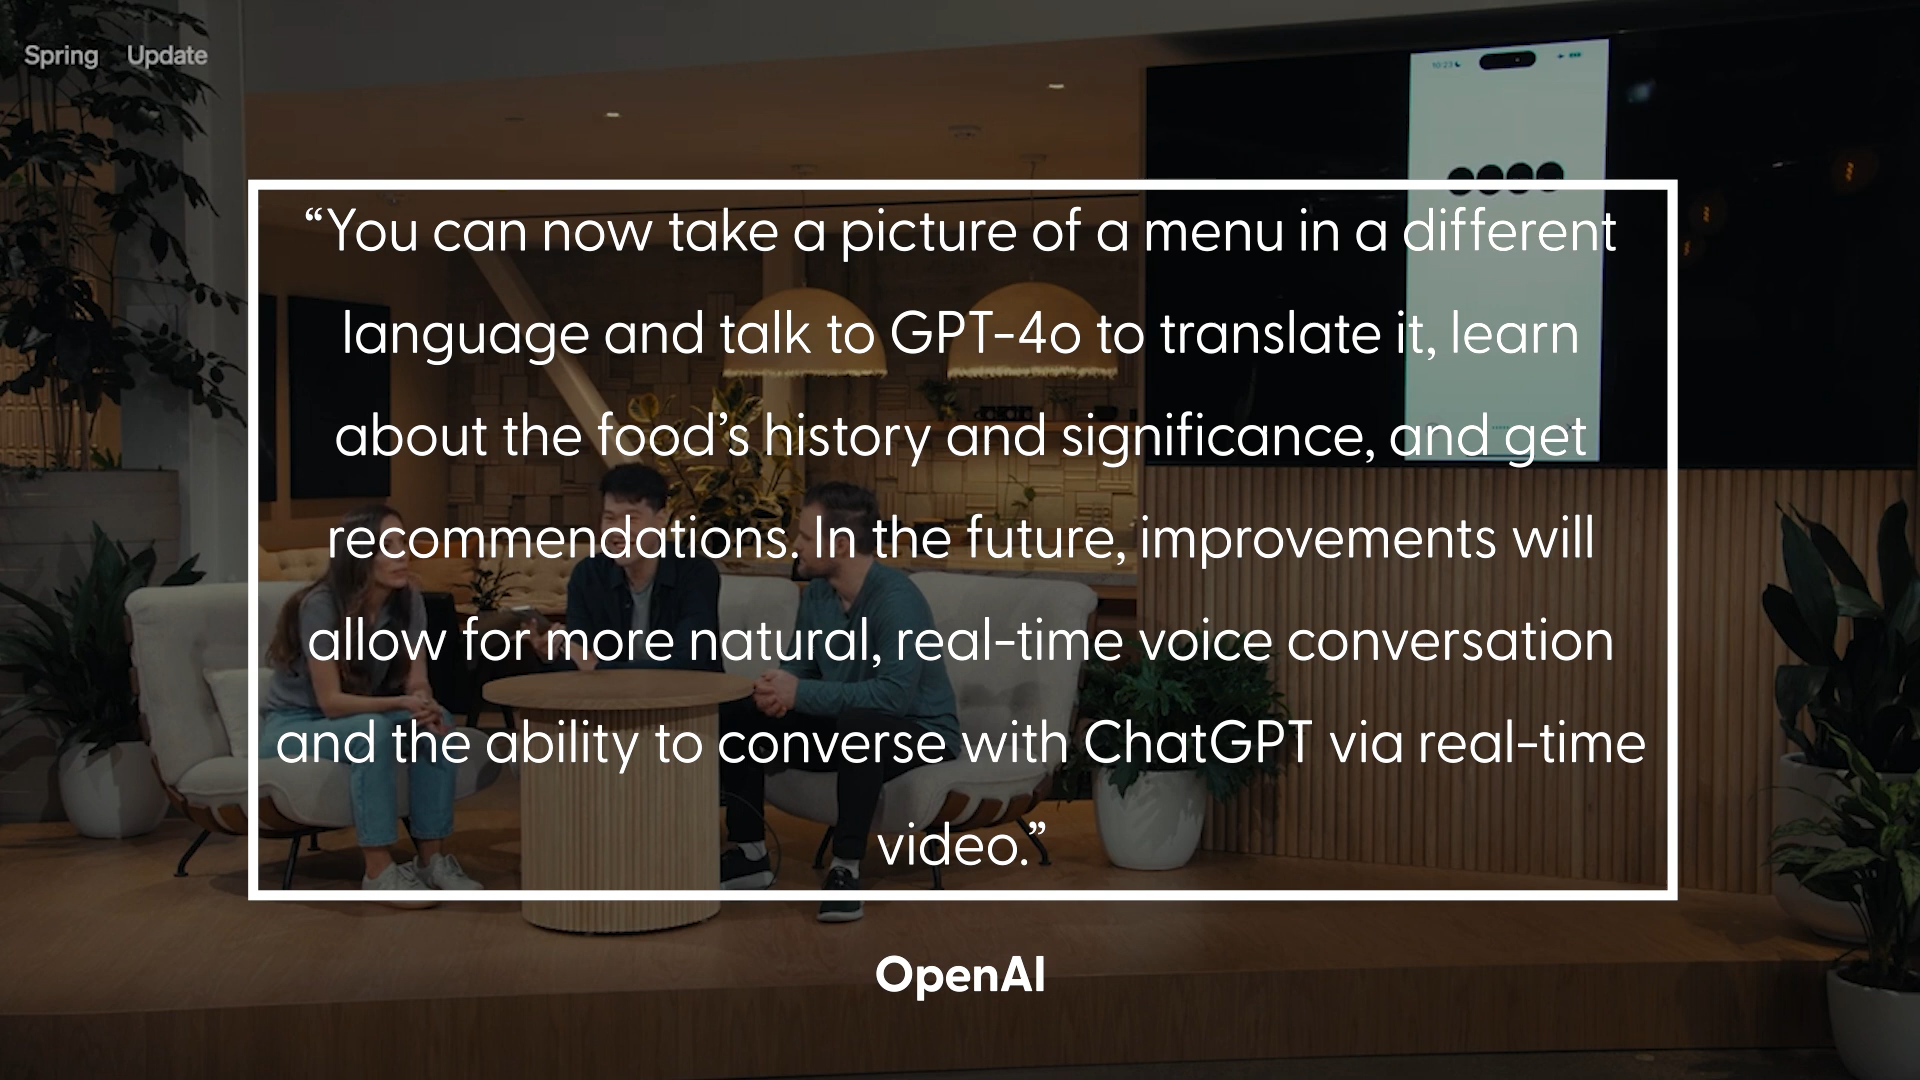 Spring Update
10:23
“You can now take a picture of a menu in a different
language and talk to GPT-4o to translate it, learn
about the food’s history and significance, and get
recommendations. In the future, improvements will
allow for more natural, real-time voice conversation
and the ability to converse with ChatGPT via real-time
video.”
OpenAI